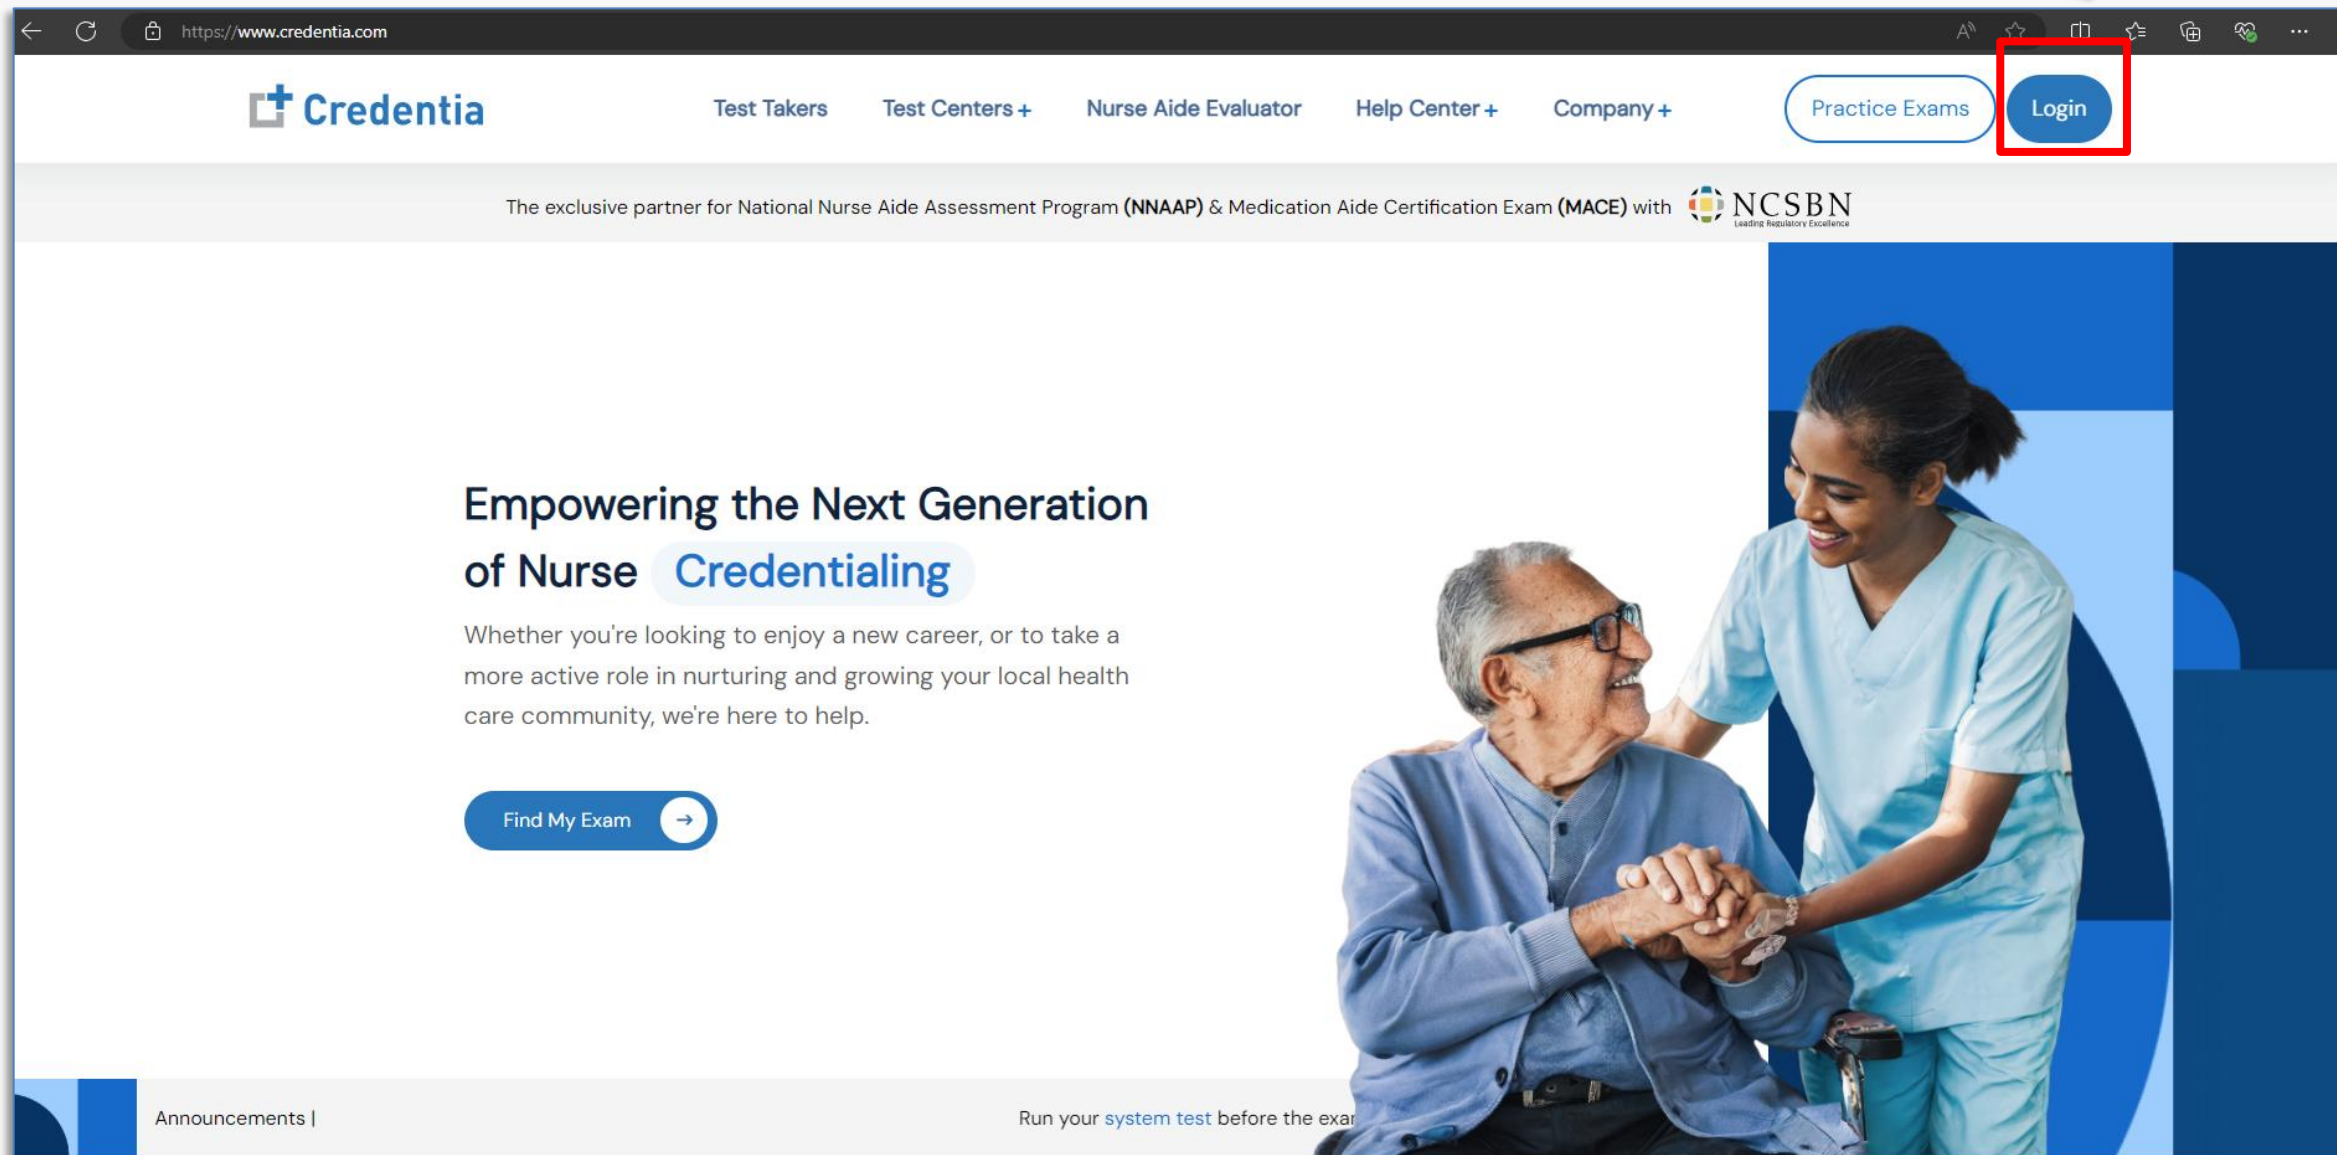 https://www.credentia.com
Credentia
Test Takers
Test Centers +
Nurse Aide Evaluator
Help Center +
Company +
Practice Exams
Login
The exclusive partner for National Nurse Aide Assessment Program (NNAAP) & Medication Aide Certification Exam (MACE) with
NCSBN
Leading Regulatory Excellence
Empowering the Next Generation
of Nurse Credentialing
Whether you're looking to enjoy a new career, or to take a
more active role in nurturing and growing your local health
care community, we're here to help.
Find My Exam
Announcements |
Run your system test before the exa